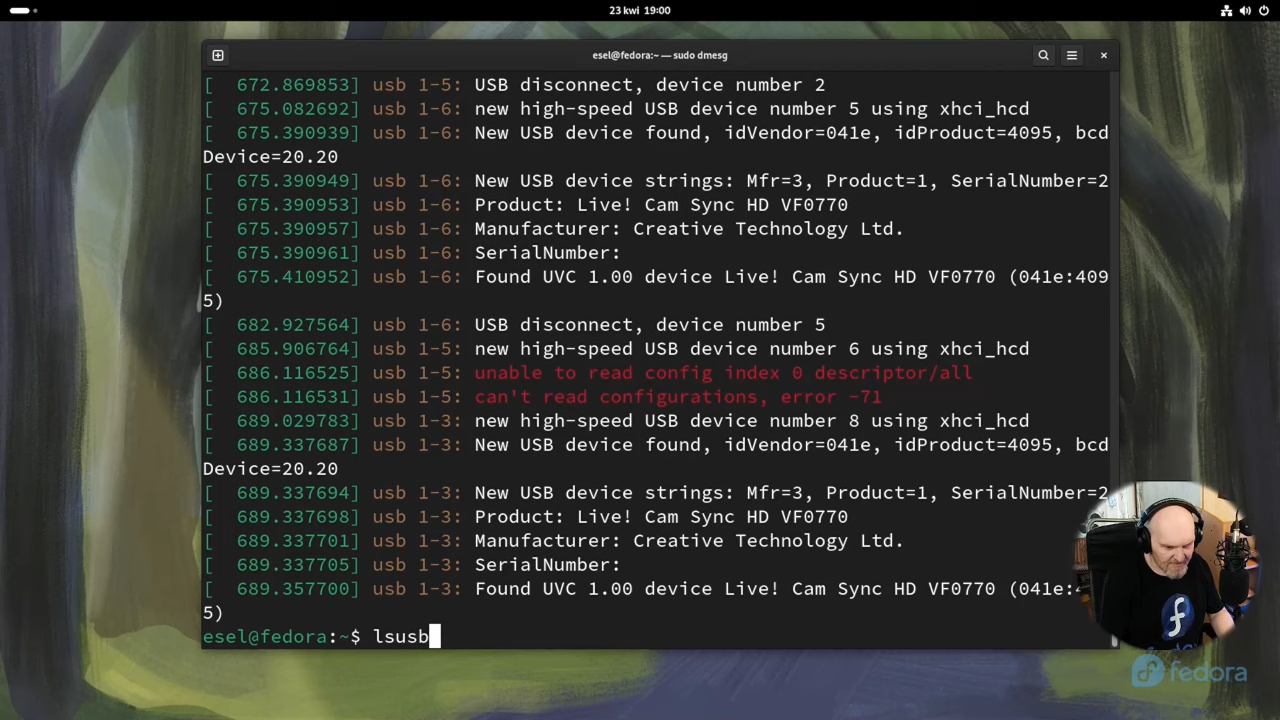 23 kwi 19:00
esel@fedora:~ — sudo dmesg
[  672.869853] usb 1-5: USB disconnect, device number 2
[  675.082692] usb 1-6: new high-speed USB device number 5 using xhci_hcd
[  675.390939] usb 1-6: New USB device found, idVendor=041e, idProduct=4095, bcd
Device=20.20
[  675.390949] usb 1-6: New USB device strings: Mfr=3, Product=1, SerialNumber=2
[  675.390953] usb 1-6: Product: Live! Cam Sync HD VF0770
[  675.390957] usb 1-6: Manufacturer: Creative Technology Ltd.
[  675.390961] usb 1-6: SerialNumber:
[  675.410952] usb 1-6: Found UVC 1.00 device Live! Cam Sync HD VF0770 (041e:409
5)
[  682.927564] usb 1-6: USB disconnect, device number 5
[  685.906764] usb 1-5: new high-speed USB device number 6 using xhci_hcd
[  686.116525] usb 1-5: unable to read config index 0 descriptor/all
[  686.116531] usb 1-5: can't read configurations, error -71
[  689.029783] usb 1-3: new high-speed USB device number 8 using xhci_hcd
[  689.337687] usb 1-3: New USB device found, idVendor=041e, idProduct=4095, bcd
Device=20.20
[  689.337694] usb 1-3: New USB device strings: Mfr=3, Product=1, SerialNumber=2
[  689.337698] usb 1-3: Product: Live! Cam Sync HD VF0770
[  689.337701] usb 1-3: Manufacturer: Creative Technology Ltd.
[  689.337705] usb 1-3: SerialNumber:
[  689.357700] usb 1-3: Found UVC 1.00 device Live! Cam Sync HD VF0770 (041e:4
5)
esel@fedora:~$ lsusb
fedora